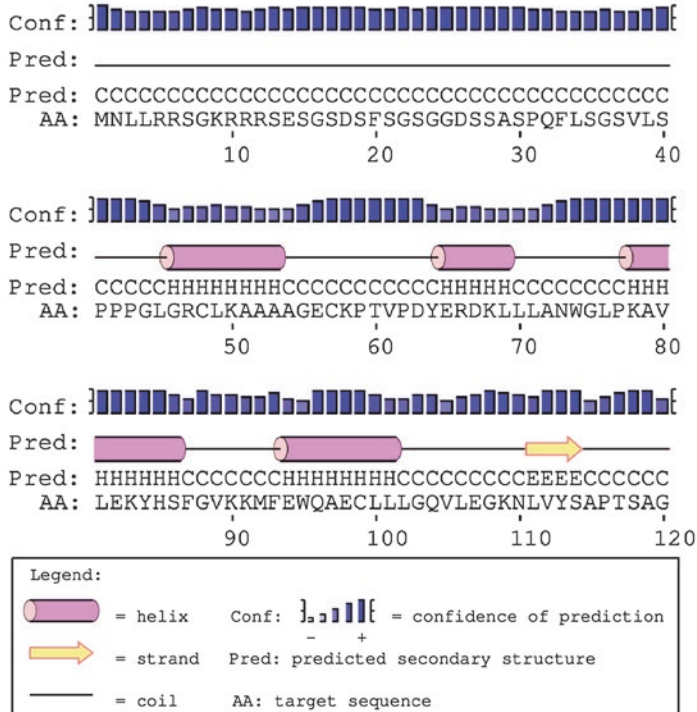 Conf:
Pred:
Pred: CCCCCCCCCCCCCCCCCCCCCCCCCCCCCCCCCCCCCCCC
AA: MNLLRRSGKRRRSESGSDSFSGSGGDSSASPQFLSGSVLS
10 20 30 40
Conf:
Pred:
Pred: CCCCCHHHHHHHHCCCCCCCCCCCHHHHHCCCCCCCCHHH
AA: PPPGLGRCLKAAAAGECKPTVPDYERDKLLLANWGLPKAV
50 60 70 80
Conf:
Pred:
Pred: HHHHHHCCCCCCCHHHHHHHHCCCCCCCCCEEEECCCCCC
AA: LEKYHSFGVKKMFEWQAECLLLGQVLEGKNLVYSAPTSAG
90 100 110 120
Legend:
= helix Conf: = confidence of prediction
- +
= strand Pred: predicted secondary structure
= coil AA: target sequence